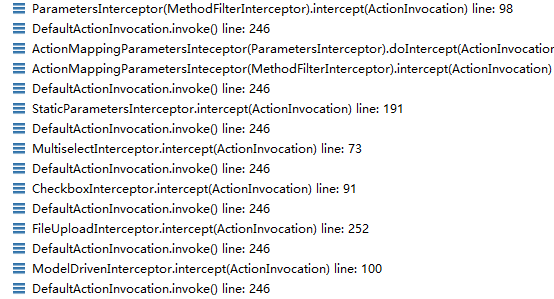 ParametersInterceptor(MethodFilterInterceptor).intercept(ActionInvocation) line: 98
DefaultActionInvocation.invoke() line: 246
ActionMappingParametersInteceptor(ParametersInterceptor).doIntercept(ActionInvocation
ActionMappingParametersInteceptor(MethodFilterInterceptor).intercept(ActionInvocation)
DefaultActionInvocation.invoke() line: 246
StaticParametersInterceptor.intercept(ActionInvocation) line: 191
DefaultActionInvocation.invoke() line: 246
MultiselectInterceptor.intercept(ActionInvocation) line: 73
DefaultActionInvocation.invoke() line: 246
CheckboxInterceptor.intercept(ActionInvocation) line: 91
DefaultActionInvocation.invoke() line: 246
FileUploadInterceptor.intercept(ActionInvocation) line: 252
DefaultActionInvocation.invoke() line: 246
ModelDrivenInterceptor.intercept(ActionInvocation) line: 100
DefaultActionInvocation.invoke() line: 246